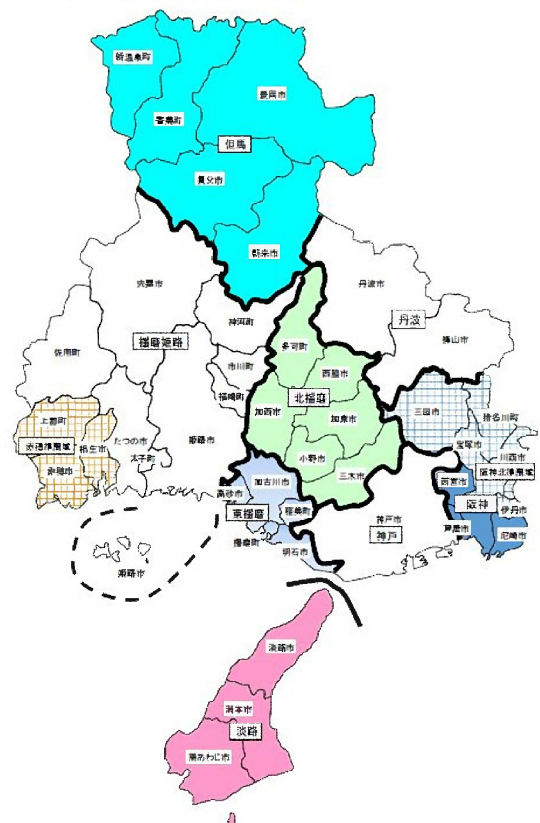 新温泉町
豊岡市
香美町
但馬
養父市
朝来市
宍粟市
丹波市
神河町
丹波
播磨姫路
多可町
篠山市
佐用町
市川町
西脇市
北播磨
福崎町
加西市
三田市
猪名川町
上郡町
加東市
たつの市
姫路市
宝塚市
赤穂準圏域
相生市
川西市
太子町
小野市
阪神北準圏域
赤穂市
加古川市
三木市
西宮市
高砂市
阪神
伊丹市
東播磨
稲美町
神戸市
芦屋市
神戸
尼崎市
播磨町
明石市
姫路市
淡路市
洲本市
淡路
南あわじ市